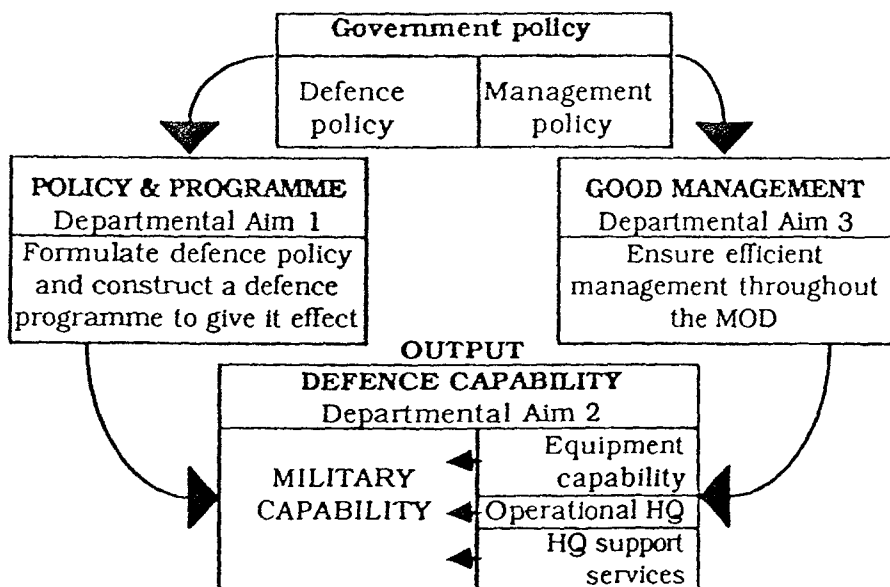 Government policy
Defence policy
Management policy
POLICY & PROGRAMME
Departmental Aim 1
Formulate defence policy
and construct a defence
programme to give it effect
GOOD MANAGEMENT
Departmental Aim 3
Ensure efficient
management throughout
the MOD
OUTPUT
DEFENCE CAPABILITY
Departmental Aim 2
MILITARY
CAPABILITY
Equipment
capability
Operational HQ
HQ support
services